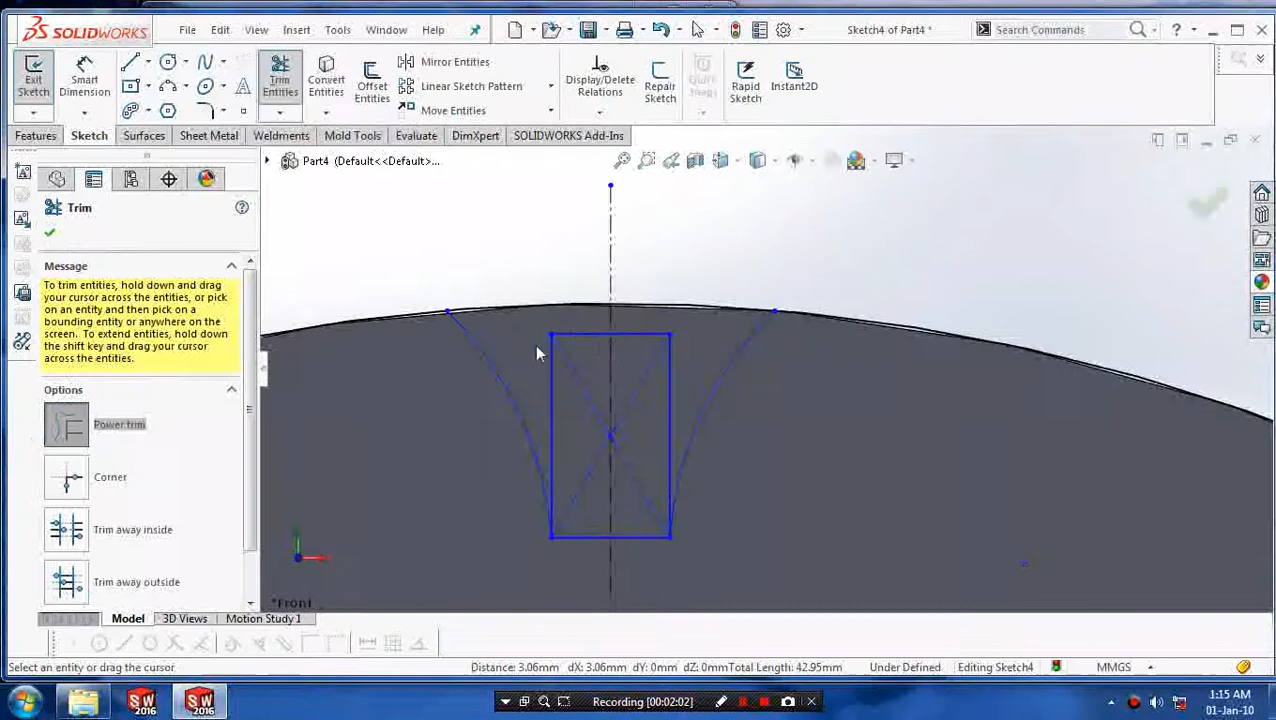 SOLIDWORKS File Edit View Insert Tools Window Help Sketch4 of Part4 * Search Commands ?
Exit Sketch Smart Dimension Trim Entities Convert Entities Offset Entities Mirror Entities Linear Sketch Pattern Move Entities Display/Delete Relations Repair Sketch Quick Snaps Rapid Sketch Instant2D
Features Sketch Surfaces Sheet Metal Weldments Mold Tools Evaluate DimXpert SOLIDWORKS Add-Ins
Part4 (Default<<Default>...
Trim
Message
To trim entities, hold down and drag
your cursor across the entities, or pick
on an entity and then pick on a
bounding entity or anywhere on the
screen. To extend entities, hold down
the shift key and drag your cursor
across the entities.
Options
Power trim
Corner
Trim away inside
Trim away outside
*Front
Model 3D Views Motion Study 1
Select an entity or drag the cursor Distance: 3.06mm dX: 3.06mm dY: 0mm dZ: 0mmTotal Length: 42.95mm Under Defined Editing Sketch4 MMGS
SW 2016 SW 2016 Recording [00:02:02] 1:15 AM
01-Jan-10